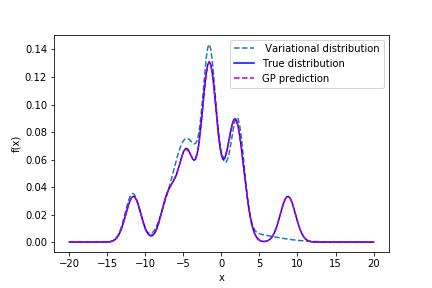 Variational distribution
True distribution
GP prediction
f(x)
0.14
0.12
0.10
0.08
0.06
0.04
0.02
0.00
−20 −15 −10 −5 0 5 10 15 20
x